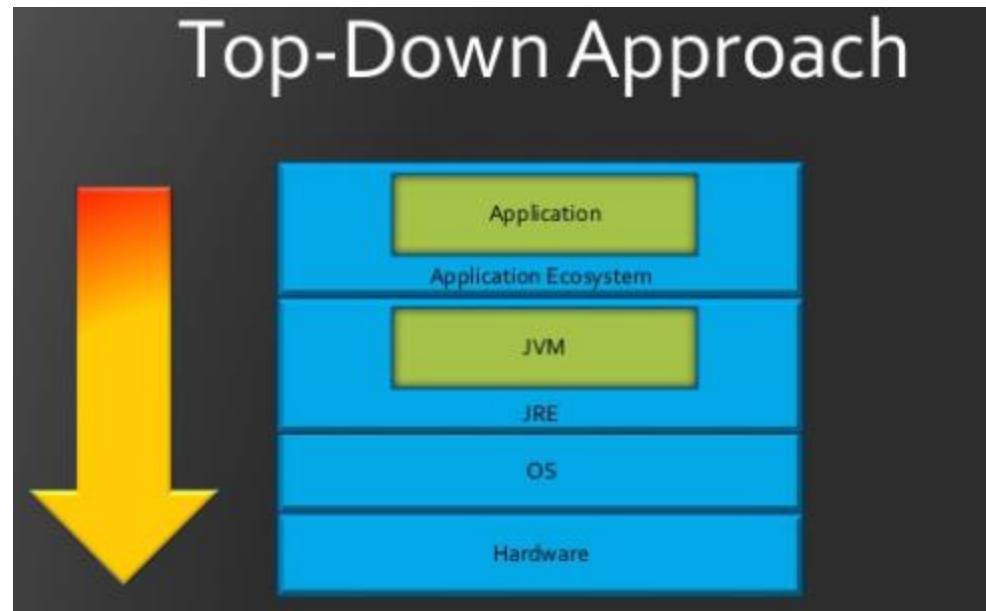 Top-Down Approach
Application
Application Ecosystem
JVM
JRE
OS
Hardware